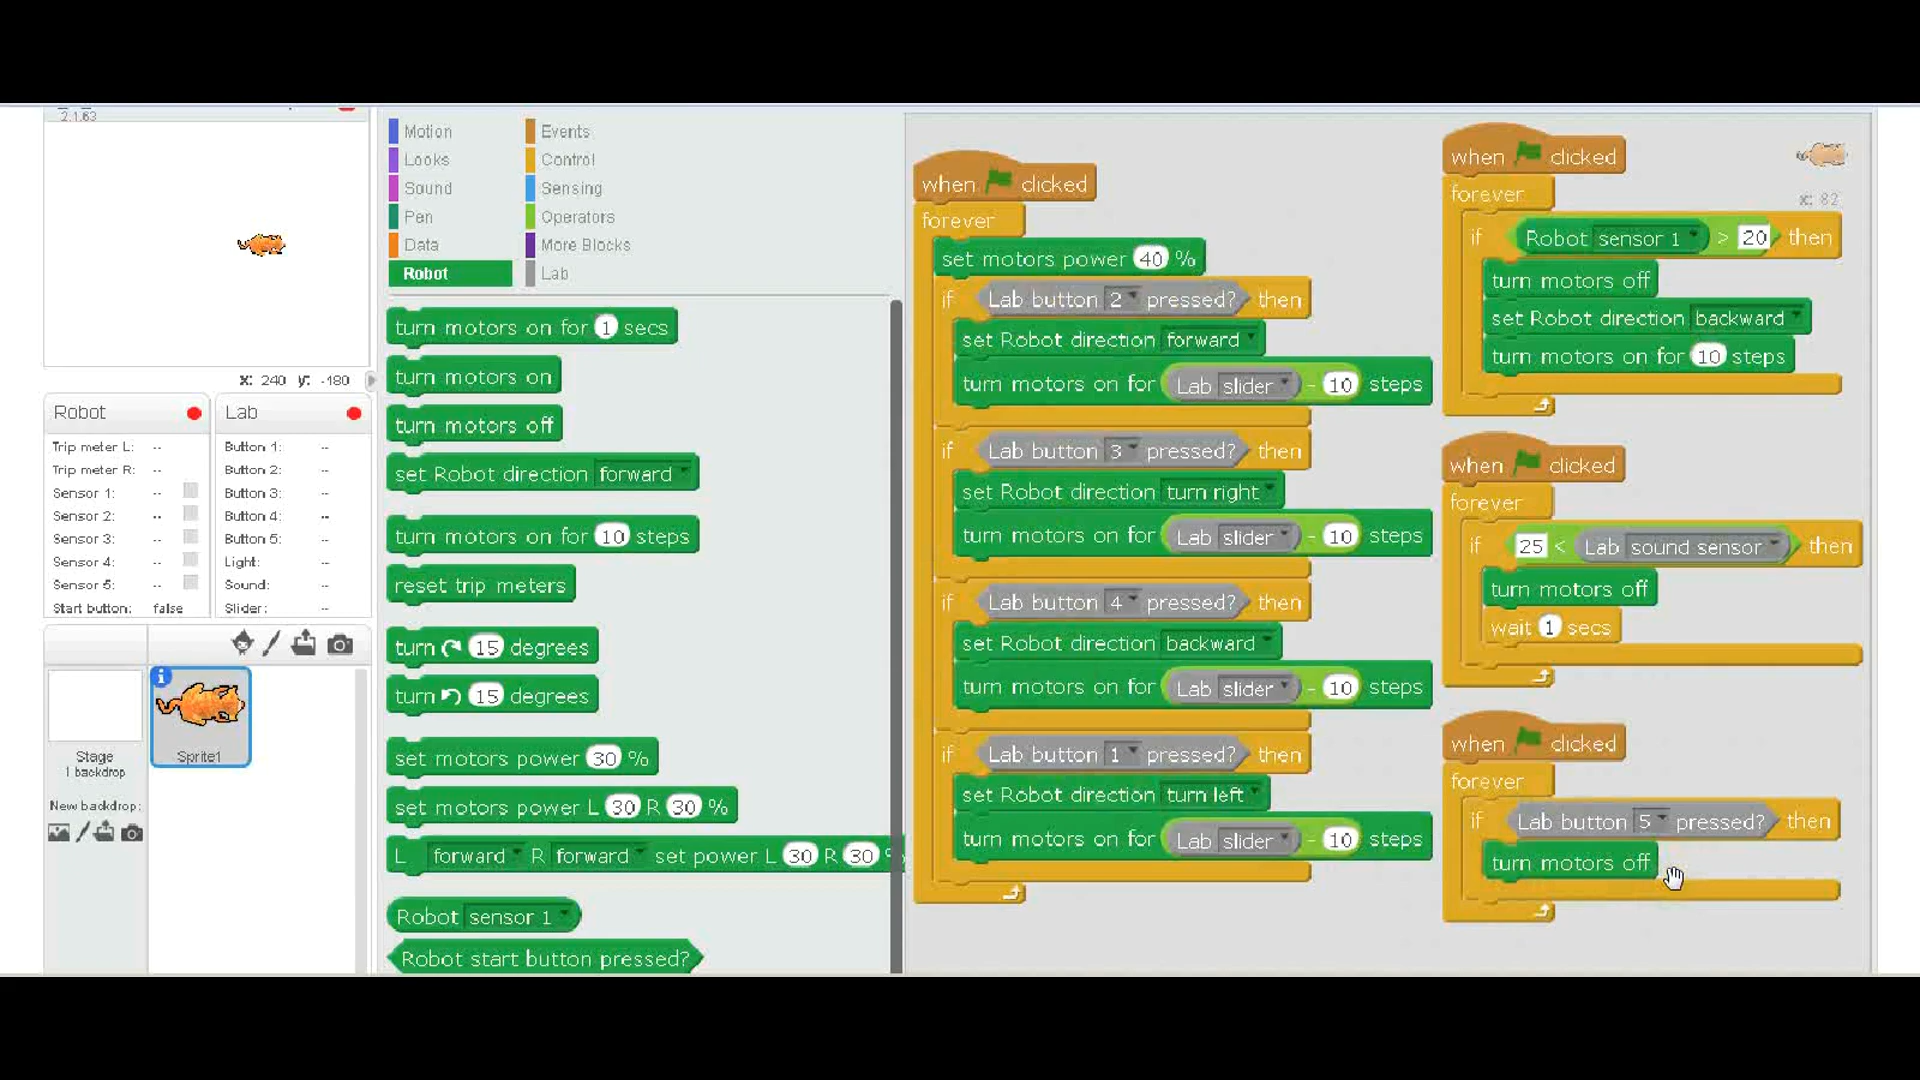 2.1.63
x: 240 y: -180
Robot
Trip meter L: --
Trip meter R: --
Sensor 1: --
Sensor 2: --
Sensor 3: --
Sensor 4: --
Sensor 5: --
Start button: false
Lab
Button 1: --
Button 2: --
Button 3: --
Button 4: --
Button 5: --
Light: --
Sound: --
Slider: --
Stage
1 backdrop
New backdrop:
Sprite1
Motion
Looks
Sound
Pen
Data
Robot
Events
Control
Sensing
Operators
More Blocks
Lab
turn motors on for 1 secs
turn motors on
turn motors off
set Robot direction forward
turn motors on for 10 steps
reset trip meters
turn 15 degrees
turn 15 degrees
set motors power 30 %
set motors power L 30 R 30 %
L forward R forward set power L 30 R 30 %
Robot sensor 1
Robot start button pressed?
when clicked
forever
set motors power 40 %
if Lab button 2 pressed? then
set Robot direction forward
turn motors on for Lab slider - 10 steps
if Lab button 3 pressed? then
set Robot direction turn right
turn motors on for Lab slider - 10 steps
if Lab button 4 pressed? then
set Robot direction backward
turn motors on for Lab slider - 10 steps
if Lab button 1 pressed? then
set Robot direction turn left
turn motors on for Lab slider - 10 steps
when clicked
forever
if Robot sensor 1 > 20 then
turn motors off
set Robot direction backward
turn motors on for 10 steps
x: 82
when clicked
forever
if 25 < Lab sound sensor then
turn motors off
wait 1 secs
when clicked
forever
if Lab button 5 pressed? then
turn motors off